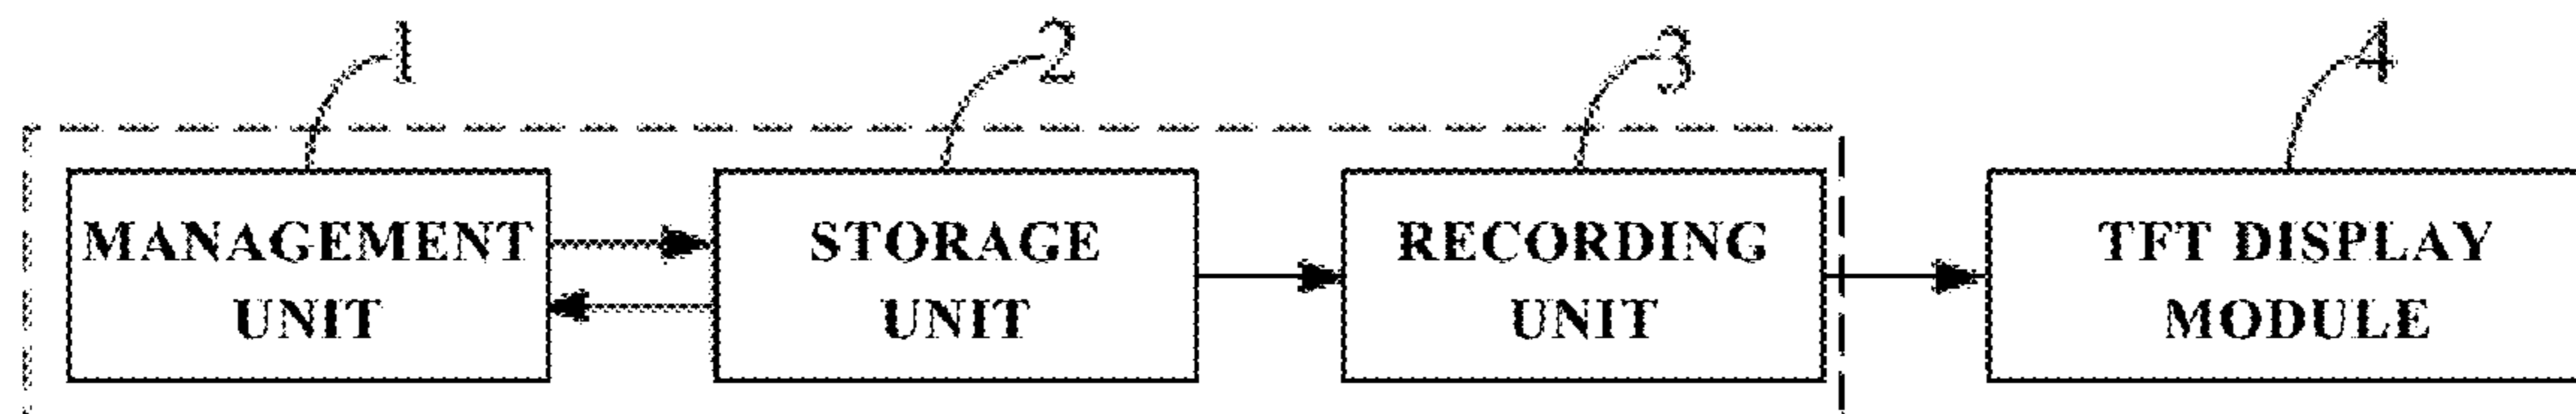 1 2 3 4
MANAGEMENT
UNIT
STORAGE
UNIT
RECORDING
UNIT
TFT DISPLAY
MODULE